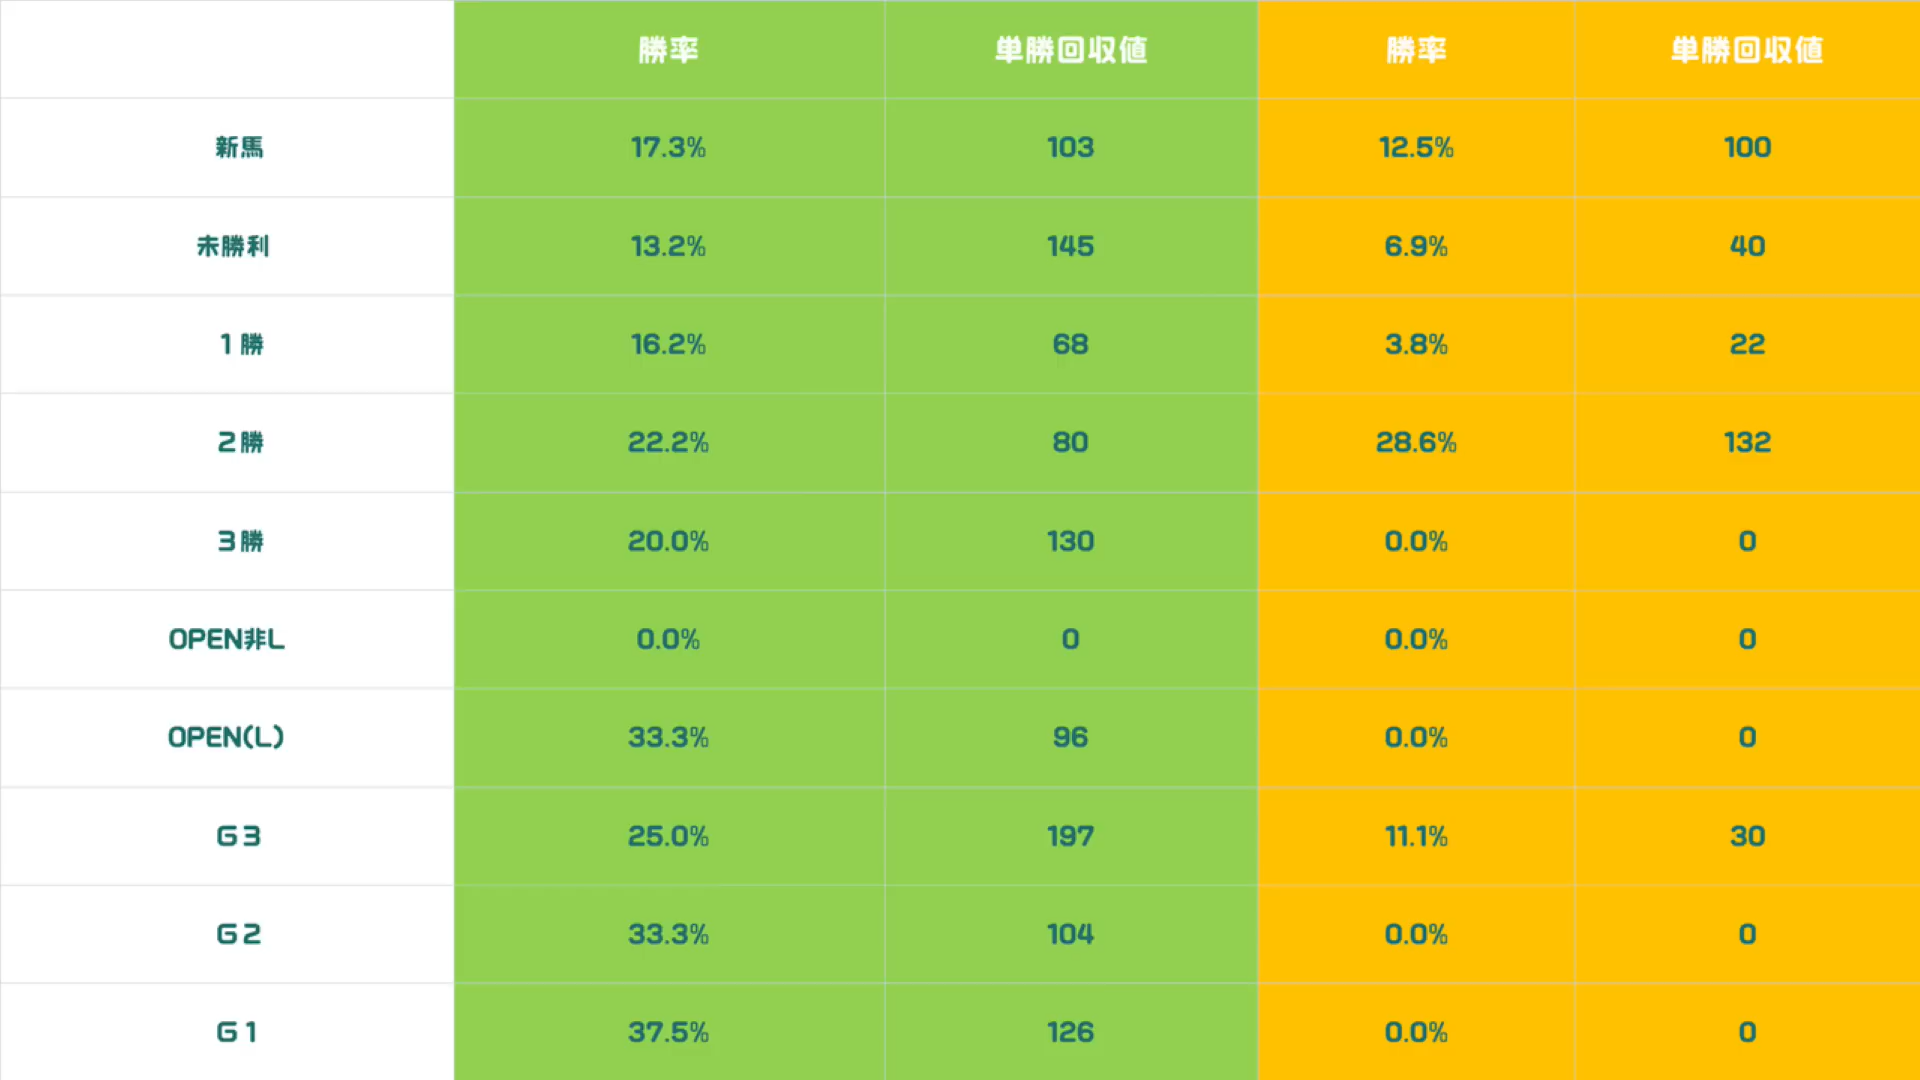 勝率 単勝回収値 勝率 単勝回収値
新馬 17.3% 103 12.5% 100
未勝利 13.2% 145 6.9% 40
1勝 16.2% 68 3.8% 22
2勝 22.2% 80 28.6% 132
3勝 20.0% 130 0.0% 0
OPEN非L 0.0% 0 0.0% 0
OPEN(L) 33.3% 96 0.0% 0
G3 25.0% 197 11.1% 30
G2 33.3% 104 0.0% 0
G1 37.5% 126 0.0% 0